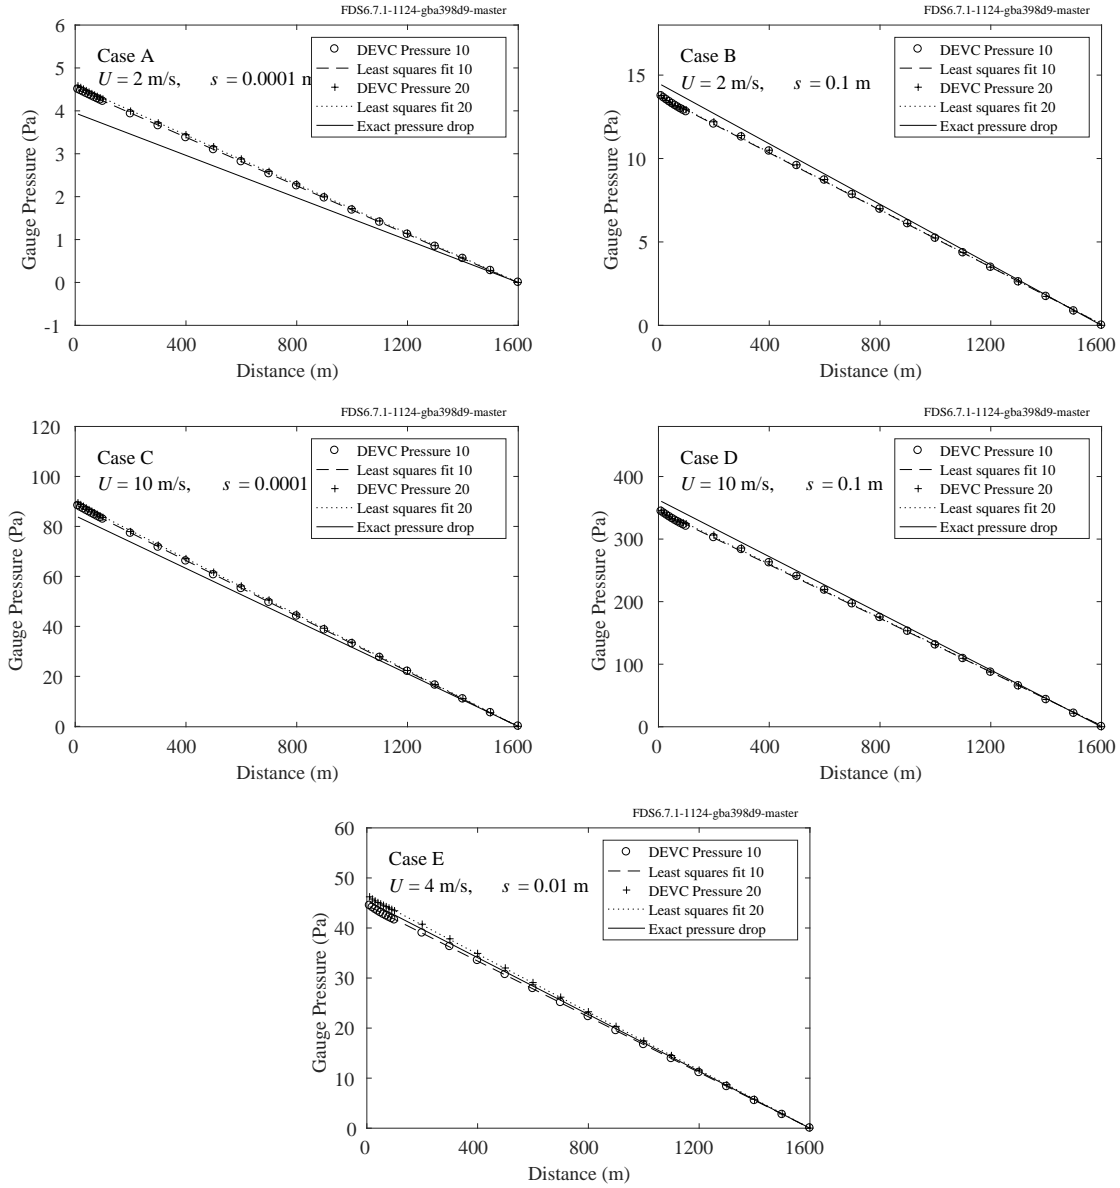 FDS6.7.1-1124-gba398d9-master
Case A
U = 2 m/s, s = 0.0001 m
DEVC Pressure 10
Least squares fit 10
DEVC Pressure 20
Least squares fit 20
Exact pressure drop
Gauge Pressure (Pa)
6
5
4
3
2
1
0
-1
0 400 800 1200 1600
Distance (m)
FDS6.7.1-1124-gba398d9-master
Case B
U = 2 m/s, s = 0.1 m
DEVC Pressure 10
Least squares fit 10
DEVC Pressure 20
Least squares fit 20
Exact pressure drop
Gauge Pressure (Pa)
15
10
5
0
0 400 800 1200 1600
Distance (m)
FDS6.7.1-1124-gba398d9-master
Case C
U = 10 m/s, s = 0.0001
DEVC Pressure 10
Least squares fit 10
DEVC Pressure 20
Least squares fit 20
Exact pressure drop
Gauge Pressure (Pa)
120
100
80
60
40
20
0
0 400 800 1200 1600
Distance (m)
FDS6.7.1-1124-gba398d9-master
Case D
U = 10 m/s, s = 0.1 m
DEVC Pressure 10
Least squares fit 10
DEVC Pressure 20
Least squares fit 20
Exact pressure drop
Gauge Pressure (Pa)
400
300
200
100
0
0 400 800 1200 1600
Distance (m)
FDS6.7.1-1124-gba398d9-master
Case E
U = 4 m/s, s = 0.01 m
DEVC Pressure 10
Least squares fit 10
DEVC Pressure 20
Least squares fit 20
Exact pressure drop
Gauge Pressure (Pa)
60
50
40
30
20
10
0
0 400 800 1200 1600
Distance (m)